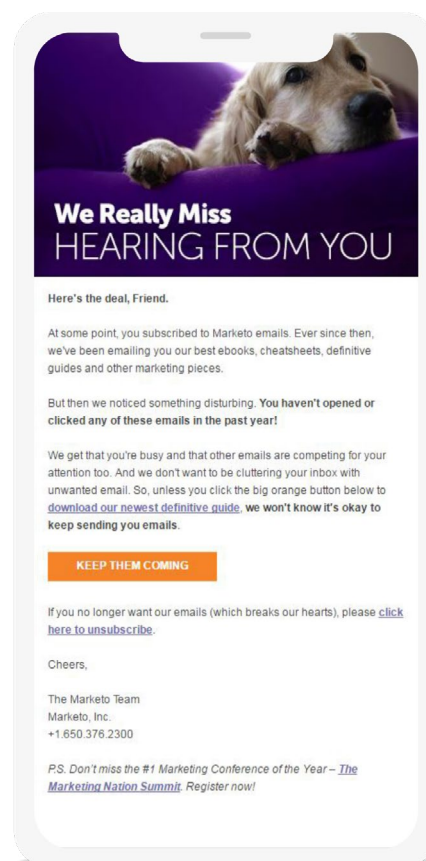 We Really Miss
HEARING FROM YOU
Here's the deal, Friend.
At some point, you subscribed to Marketo emails. Ever since then,
we've been emailing you our best ebooks, cheatsheets, definitive
guides and other marketing pieces.
But then we noticed something disturbing. You haven't opened or
clicked any of these emails in the past year!
We get that you're busy and that other emails are competing for your
attention too. And we don't want to be cluttering your inbox with
unwanted email. So, unless you click the big orange button below to
download our newest definitive guide, we won't know it's okay to
keep sending you emails.
KEEP THEM COMING
If you no longer want our emails (which breaks our hearts), please click
here to unsubscribe.
Cheers,
The Marketo Team
Marketo, Inc.
+1.650.376.2300
P.S. Don't miss the #1 Marketing Conference of the Year – The
Marketing Nation Summit. Register now!